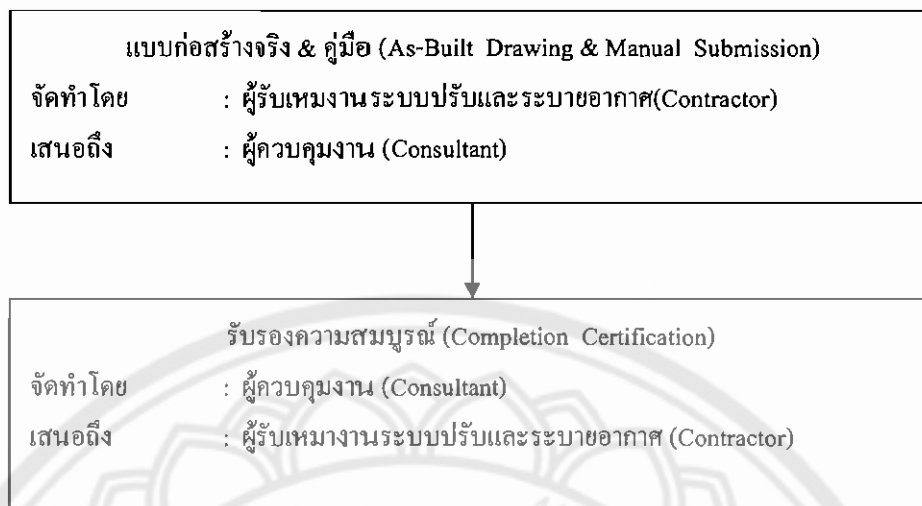 แบบก่อสร้างจริง & คู่มือ (As-Built Drawing & Manual Submission)
จัดทำโดย : ผู้รับเหมงานระบบปรับและระบายอากาศ(Contractor)
เสนอถึง : ผู้ควบคุมงาน (Consultant)
รับรองความสมบูรณ์ (Completion Certification)
จัดทำโดย : ผู้ควบคุมงาน (Consultant)
เสนอถึง : ผู้รับเหมางานระบบปรับและระบายอากาศ (Contractor)